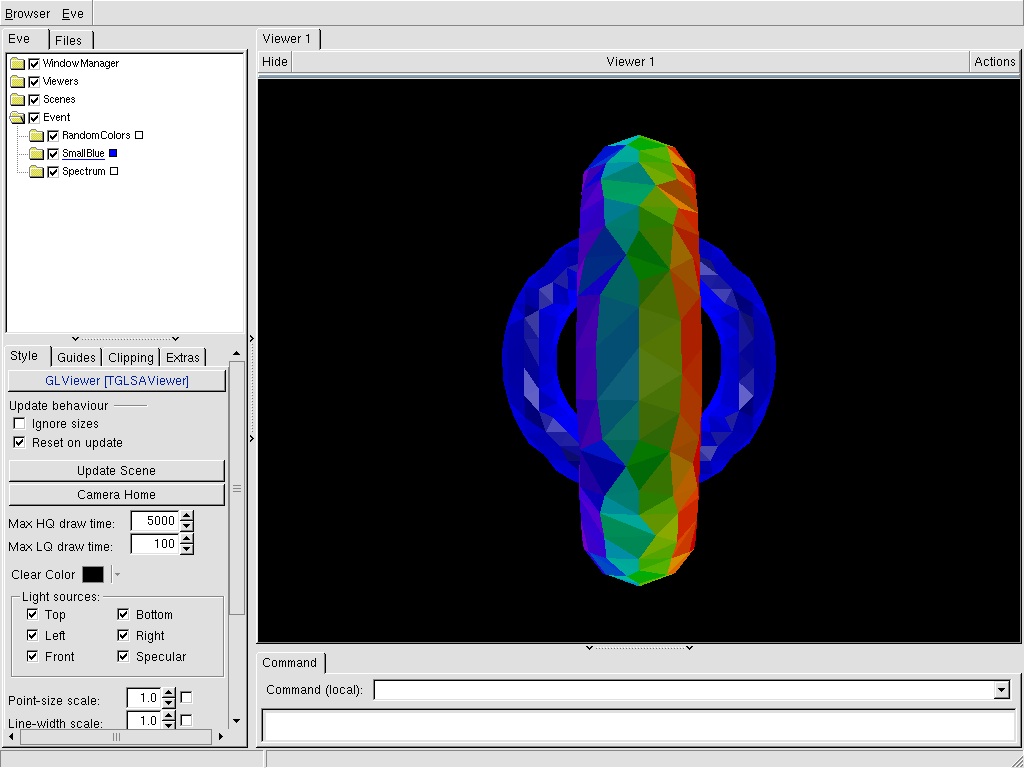 Browser Eve
Eve Files
WindowManager
Viewers
Scenes
Event
RandomColors
SmallBlue
Spectrum
Style Guides Clipping Extras
GLViewer [TGLSAViewer]
Update behaviour
Ignore sizes
Reset on update
Update Scene
Camera Home
Max HQ draw time: 5000
Max LQ draw time: 100
Clear Color
Light sources:
Top Bottom
Left Right
Front Specular
Point-size scale: 1.0
Line-width scale: 1.0
Viewer 1
Hide Viewer 1 Actions
Command
Command (local):